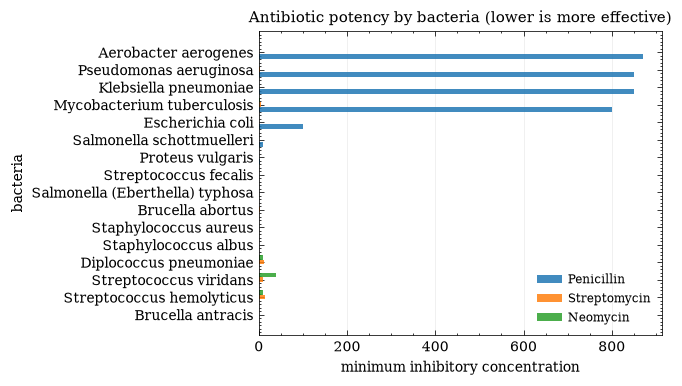 Antibiotic potency by bacteria (lower is more effective)
Aerobacter aerogenes
Pseudomonas aeruginosa
Klebsiella pneumoniae
Mycobacterium tuberculosis
Escherichia coli
Salmonella schottmuelleri
Proteus vulgaris
Streptococcus fecalis
Salmonella (Eberthella) typhosa
Brucella abortus
Staphylococcus aureus
Staphylococcus albus
Diplococcus pneumoniae
Streptococcus viridans
Streptococcus hemolyticus
Brucella antracis
bacteria
Penicillin
Streptomycin
Neomycin
0 200 400 600 800
minimum inhibitory concentration